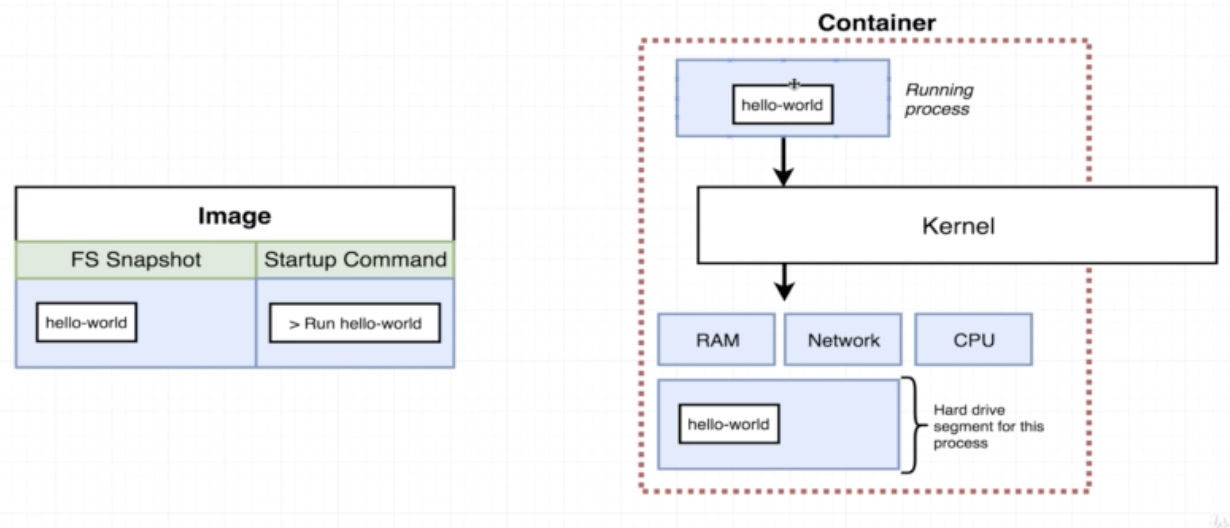 Container
hello-world
Running
process
Image
Kernel
FS Snapshot
Startup Command
hello-world
> Run hello-world
RAM
Network
CPU
hello-world
Hard drive
segment for this
process